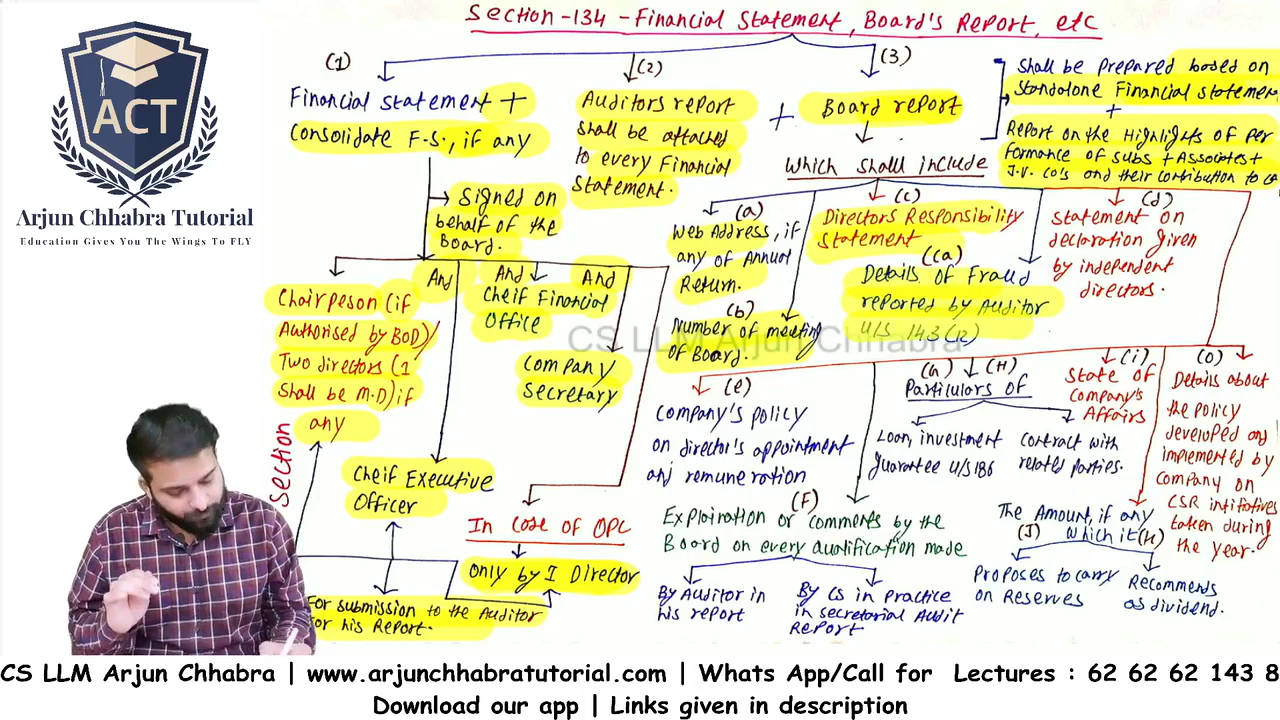 Section-134 - Financial Statement, Board's Report, etc
ACT
Arjun Chhabra Tutorial
Education Gives You The Wings To FLY
(1)
Financial statement +
Consolidate F.S., if any
→ Signed on
behalf of the
Board.
And
And
And
Chairpeson (if
Authorised by BOD)/
Two directors (1
Shall be M.D) if
any
Section
Cheif Executive
Officer
Cheif Financial
Office
Company
Secretary
In case of OPC
only by I Director
For submission to the Auditor
for his Report.
(2)
Auditors report
shall be attached
to every Financial
Statement.
+
(3)
Board report
Shall be prepared based on
Standalone Financial Statemen
+
Report on the Highlights of Per
formance of subs + Associates +
J.V. Co's and their contribution to co
Which shall include
(a)
Web Address, if
any of Annual
Return.
(b)
Number of meeting
of Board.
(c)
Directors Responsibility
Statement
(ca)
Details of Fraud
reported by Auditor
U/S 143(12)
(d)
Statement on
declaration given
by independent
directors.
CS LLM Arjun Chhabra
(e)
Company's policy
on director's appointment
and remuneration
(F)
Explairation or comments by the
Board on every qualification made
By Auditor in
his report
By CS in Practice
in secretarial Audit
Report
(G) (H)
Particulars of
Loan, investment
guarantee U/S 186
Contract with
related parties.
(i)
State of
Company's
Affairs
The Amount, if any
(J) which it (K)
Proposes to carry
on Reserves
Recommends
as dividend.
(O)
Details about
the policy
developed and
implemented by
company on
CSR intitatives
taken during
the year.
CS LLM Arjun Chhabra | www.arjunchhabratutorial.com | Whats App/Call for Lectures : 62 62 62 143 8
Download our app | Links given in description